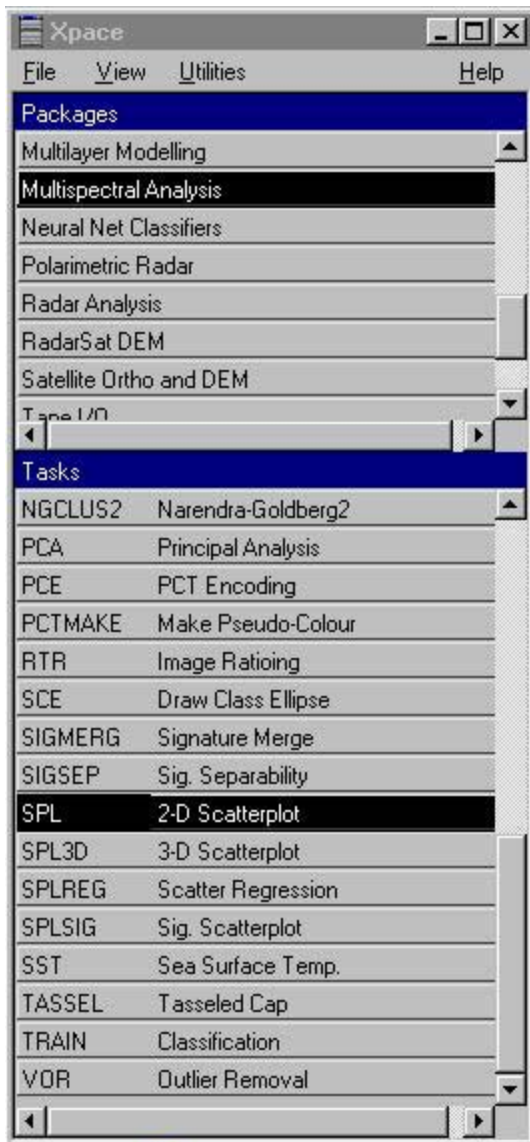 Xpace
File View Utilities Help
Packages
Multilayer Modelling
Multispectral Analysis
Neural Net Classifiers
Polarimetric Radar
Radar Analysis
RadarSat DEM
Satellite Ortho and DEM
Tape I/O
Tasks
NGCLUS2 Narendra-Goldberg2
PCA Principal Analysis
PCE PCT Encoding
PCTMAKE Make Pseudo-Colour
RTR Image Ratioing
SCE Draw Class Ellipse
SIGMERG Signature Merge
SIGSEP Sig. Separability
SPL 2-D Scatterplot
SPL3D 3-D Scatterplot
SPLREG Scatter Regression
SPLSIG Sig. Scatterplot
SST Sea Surface Temp.
TASSEL Tasseled Cap
TRAIN Classification
VOR Outlier Removal